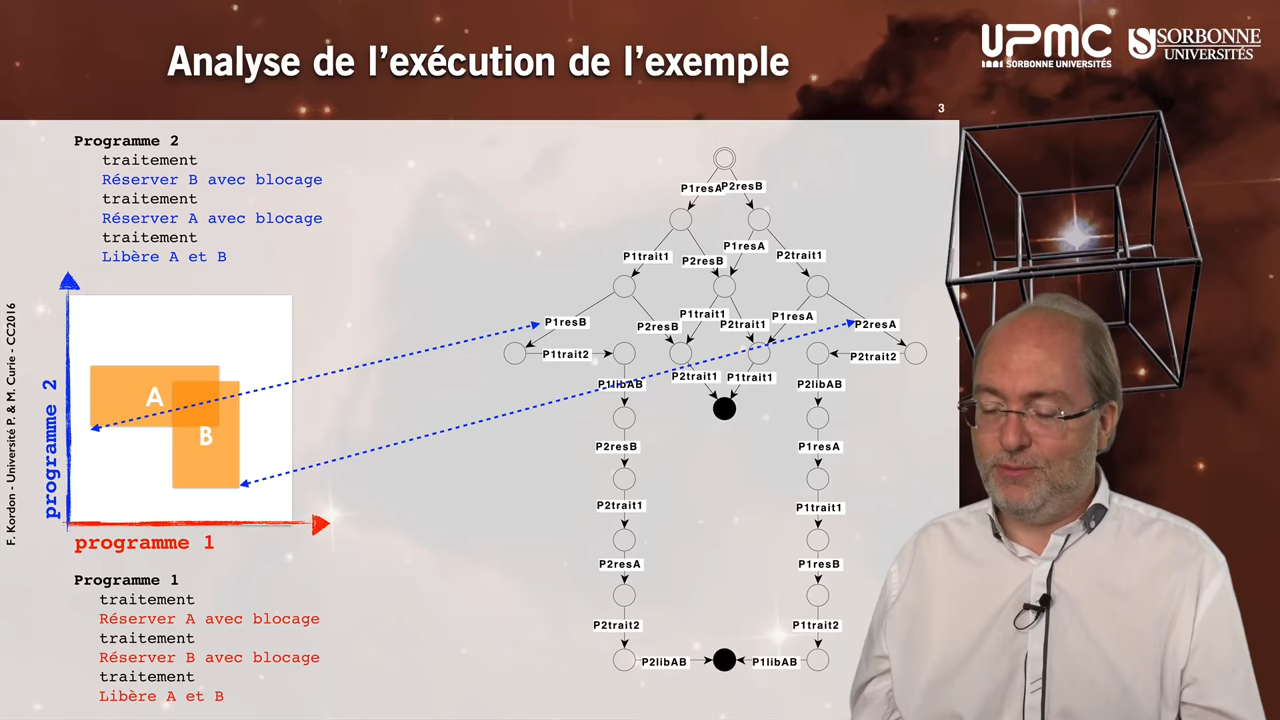 Analyse de l'exécution de l'exemple
UPMC
SORBONNE UNIVERSITÉS
SORBONNE
UNIVERSITÉS
3
Programme 2
traitement
Réserver B avec blocage
traitement
Réserver A avec blocage
traitement
Libère A et B
programme 2
A
B
programme 1
Programme 1
traitement
Réserver A avec blocage
traitement
Réserver B avec blocage
traitement
Libère A et B
F. Kordon - Université P. & M. Curie - CC2016
P1resA P2resB
P1trait1 P2resB P1resA P2trait1
P1resB P2resB P1trait1 P2trait1 P1resA P2resA
P1trait2 P2trait2
P1libAB P2trait1 P1trait1 P2libAB
P2resB P1resA
P2trait1 P1trait1
P2resA P1resB
P2trait2 P1trait2
P2libAB P1libAB